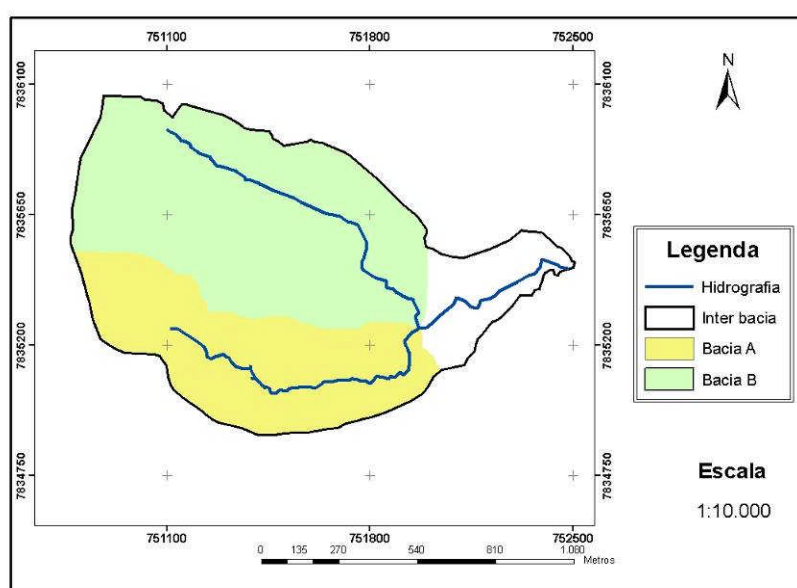 751100 751800 752500
7836100 7836100
7835650 7835650
7835200 7835200
7834750 7834750
751100 751800 752500
N
Legenda
Hidrografia
Inter bacia
Bacia A
Bacia B
Escala
1:10.000
0 135 270 540 810 1.080
Metros